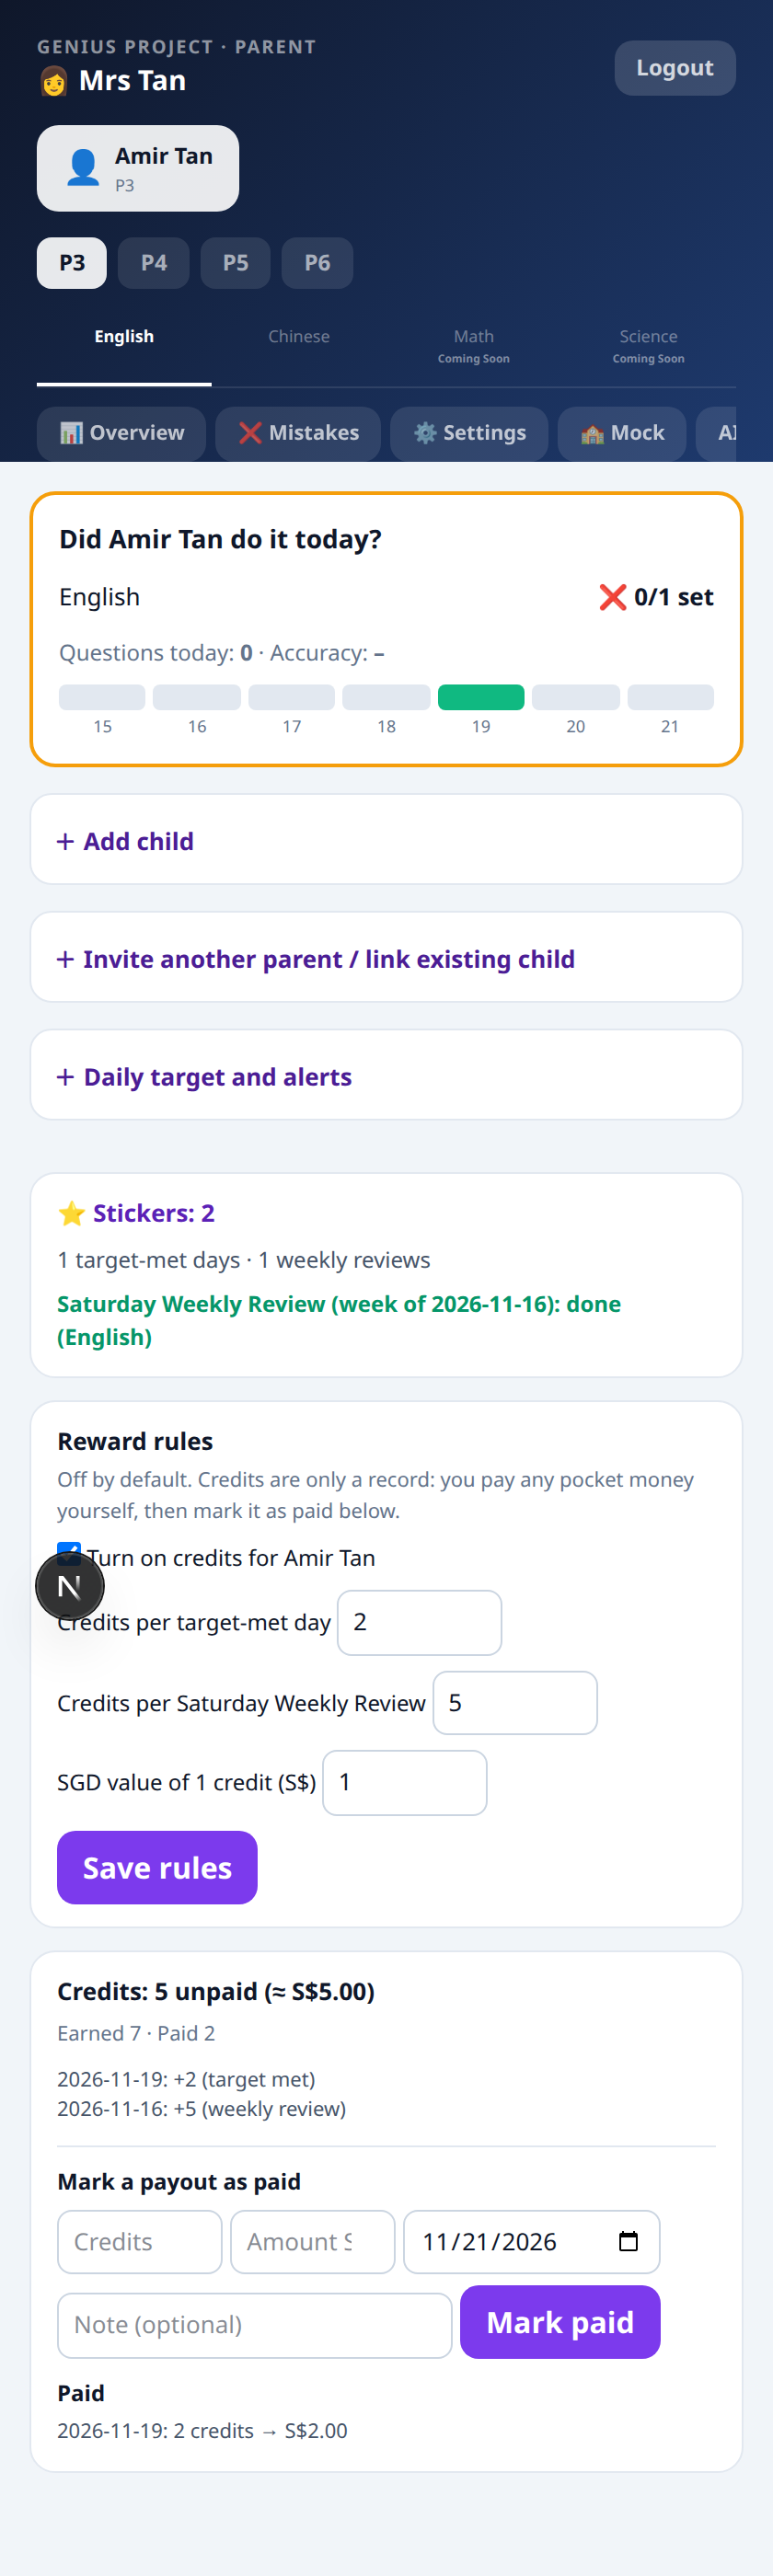 GENIUS PROJECT · PARENT
👩 Mrs Tan
Logout
Amir Tan
P3
P3
P4
P5
P6
English
Chinese
Math
Coming Soon
Science
Coming Soon
📊 Overview
❌ Mistakes
⚙️ Settings
🏫 Mock
AI
Did Amir Tan do it today?
English
❌ 0/1 set
Questions today: 0 · Accuracy: –
15
16
17
18
19
20
21
+ Add child
+ Invite another parent / link existing child
+ Daily target and alerts
⭐ Stickers: 2
1 target-met days · 1 weekly reviews
Saturday Weekly Review (week of 2026-11-16): done
(English)
Reward rules
Off by default. Credits are only a record: you pay any pocket money
yourself, then mark it as paid below.
Turn on credits for Amir Tan
N
Credits per target-met day 2
Credits per Saturday Weekly Review 5
SGD value of 1 credit (S$) 1
Save rules
Credits: 5 unpaid (≈ S$5.00)
Earned 7 · Paid 2
2026-11-19: +2 (target met)
2026-11-16: +5 (weekly review)
Mark a payout as paid
Credits
Amount
11/21/2026
Note (optional)
Mark paid
Paid
2026-11-19: 2 credits → S$2.00